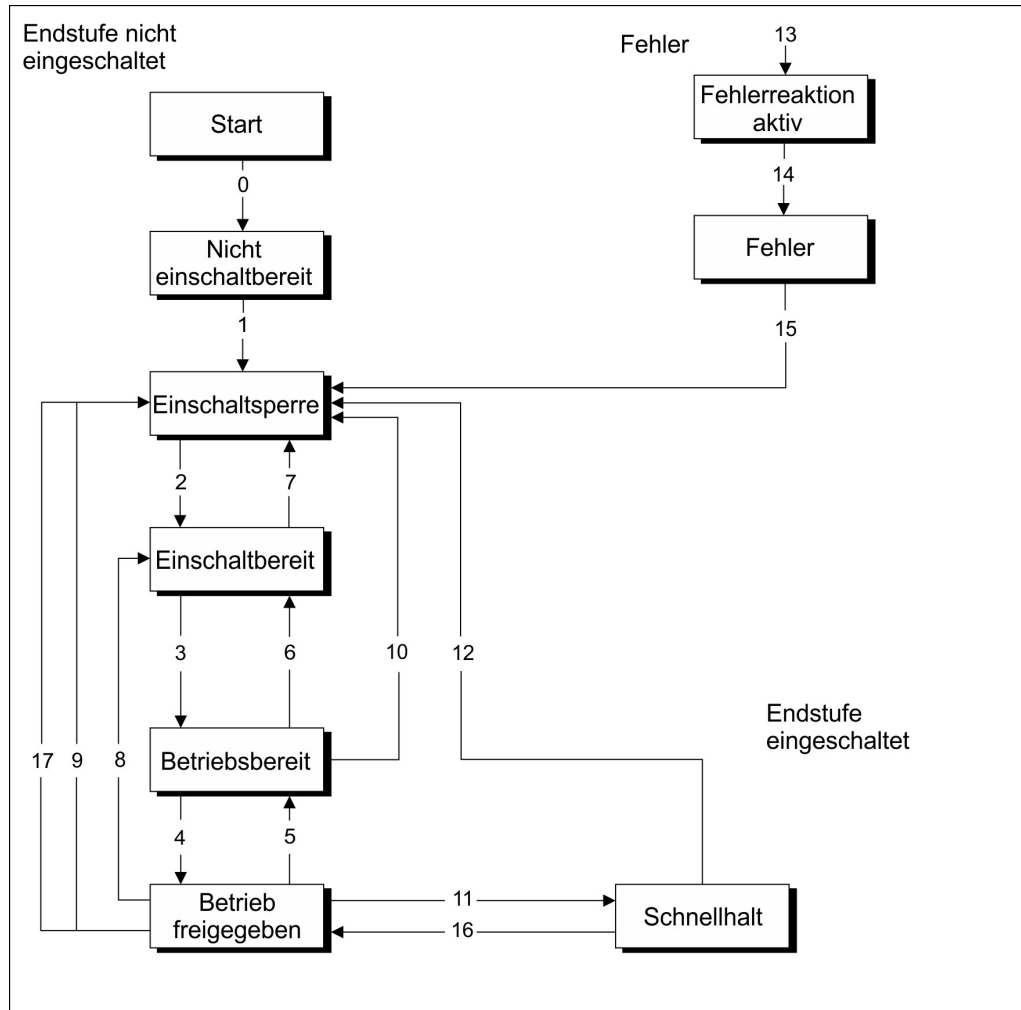 Endstufe nicht
eingeschaltet
Fehler
13
Fehlerreaktion
aktiv
Start
14
0
Nicht
einschaltbereit
Fehler
1
15
Einschaltsperre
2
7
Einschaltbereit
3
6
10
12
Endstufe
eingeschaltet
17
9
8
Betriebsbereit
4
5
Betrieb
freigegeben
11
16
Schnellhalt